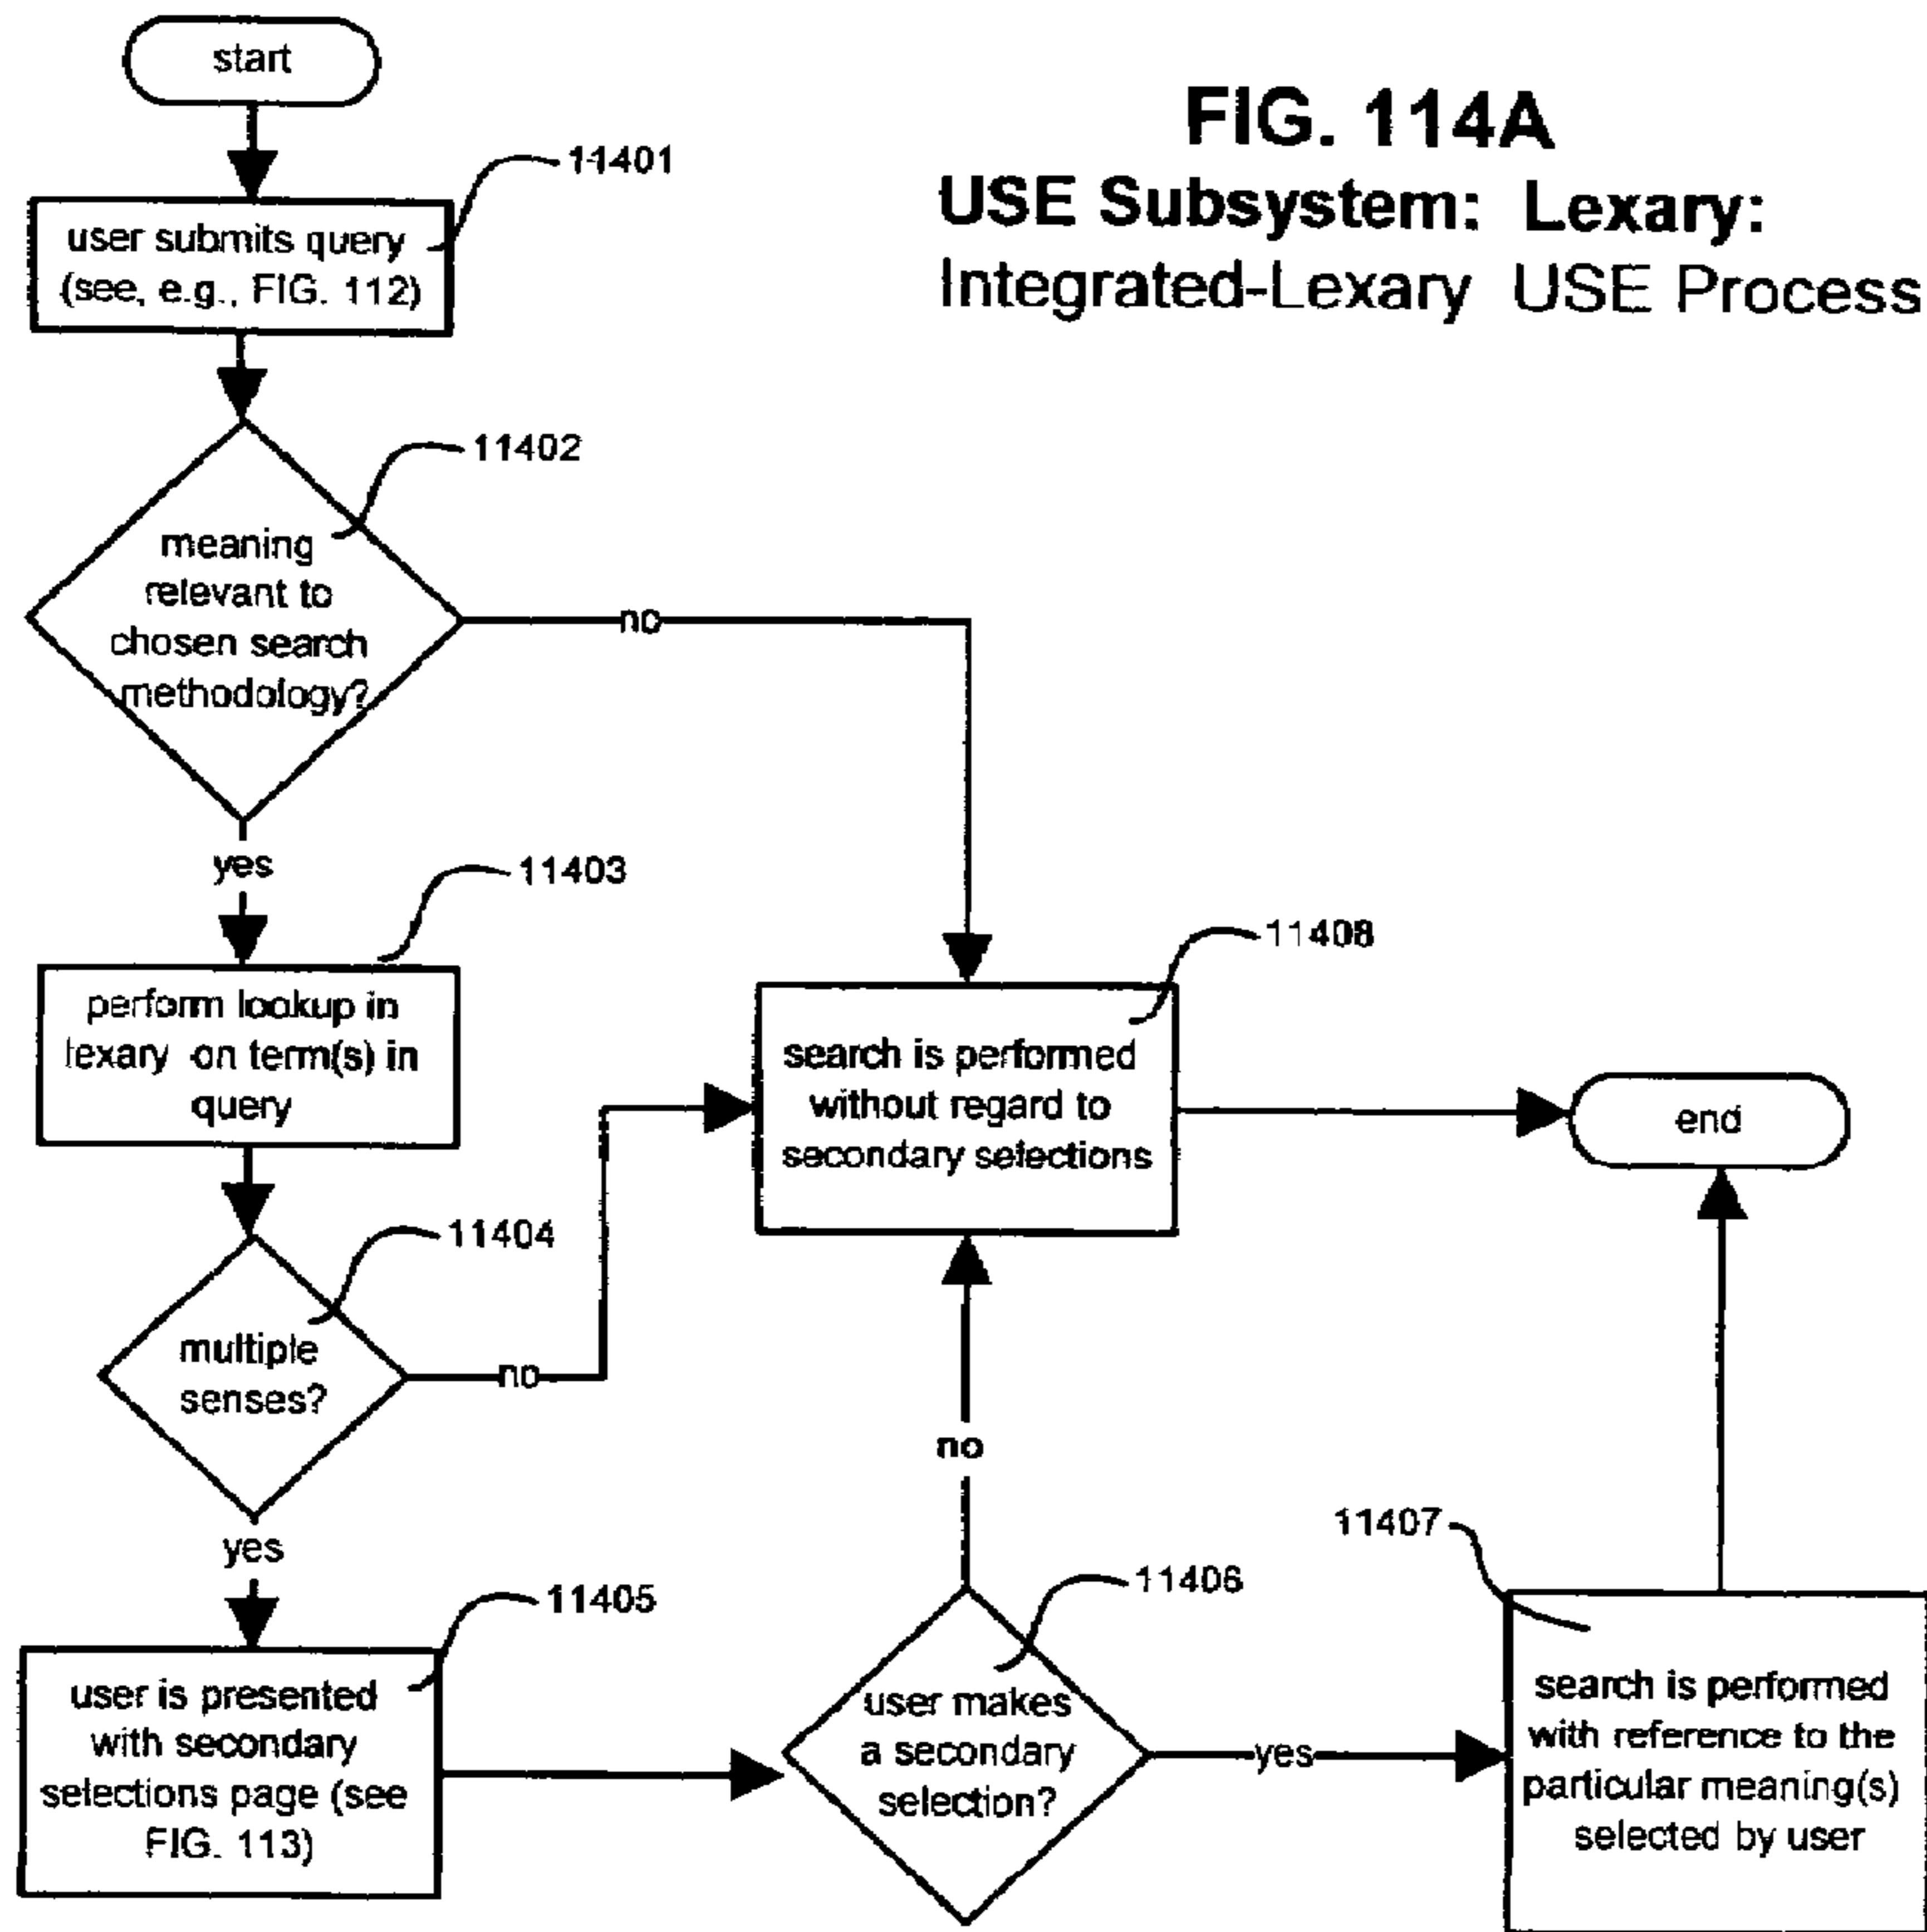 start
FIG. 114A
USE Subsystem: Lexary:
Integrated-Lexary USE Process
11401
user submits query
(see, e.g., FIG. 112)
11402
meaning
relevant to
chosen search
methodology?
no
yes
11403
perform lookup in
lexary on term(s) in
query
11408
search is performed
without regard to
secondary selections
end
11404
multiple
senses?
no
yes
no
11405
user is presented
with secondary
selections page (see
FIG. 113)
11406
user makes
a secondary
selection?
yes
11407
search is performed
with reference to the
particular meaning(s)
selected by user